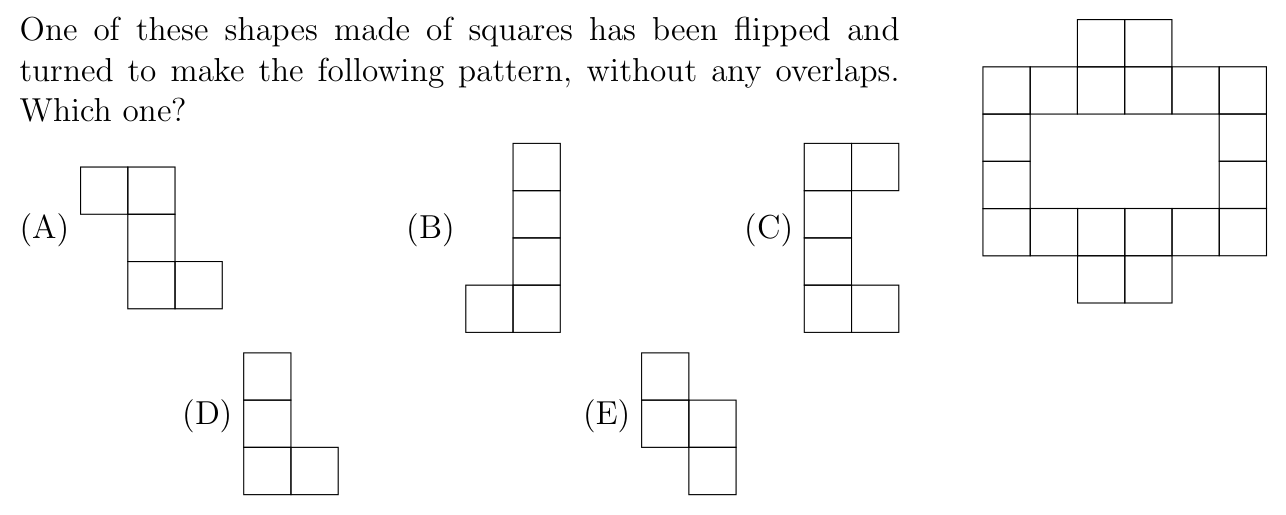 One of these shapes made of squares has been flipped and
turned to make the following pattern, without any overlaps.
Which one?
(A)
(B)
(C)
(D)
(E)